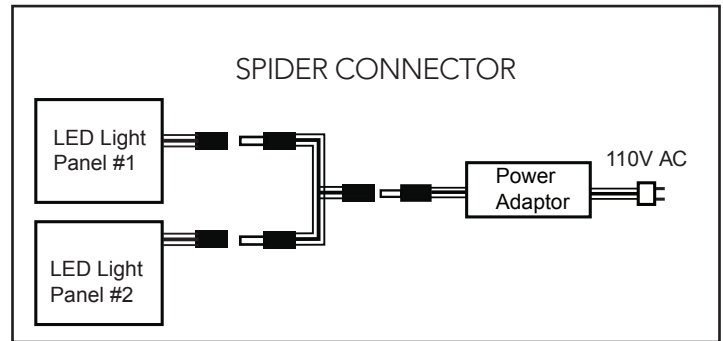 SPIDER CONNECTOR
LED Light
Panel #1
110V AC
Power
Adaptor
LED Light
Panel #2